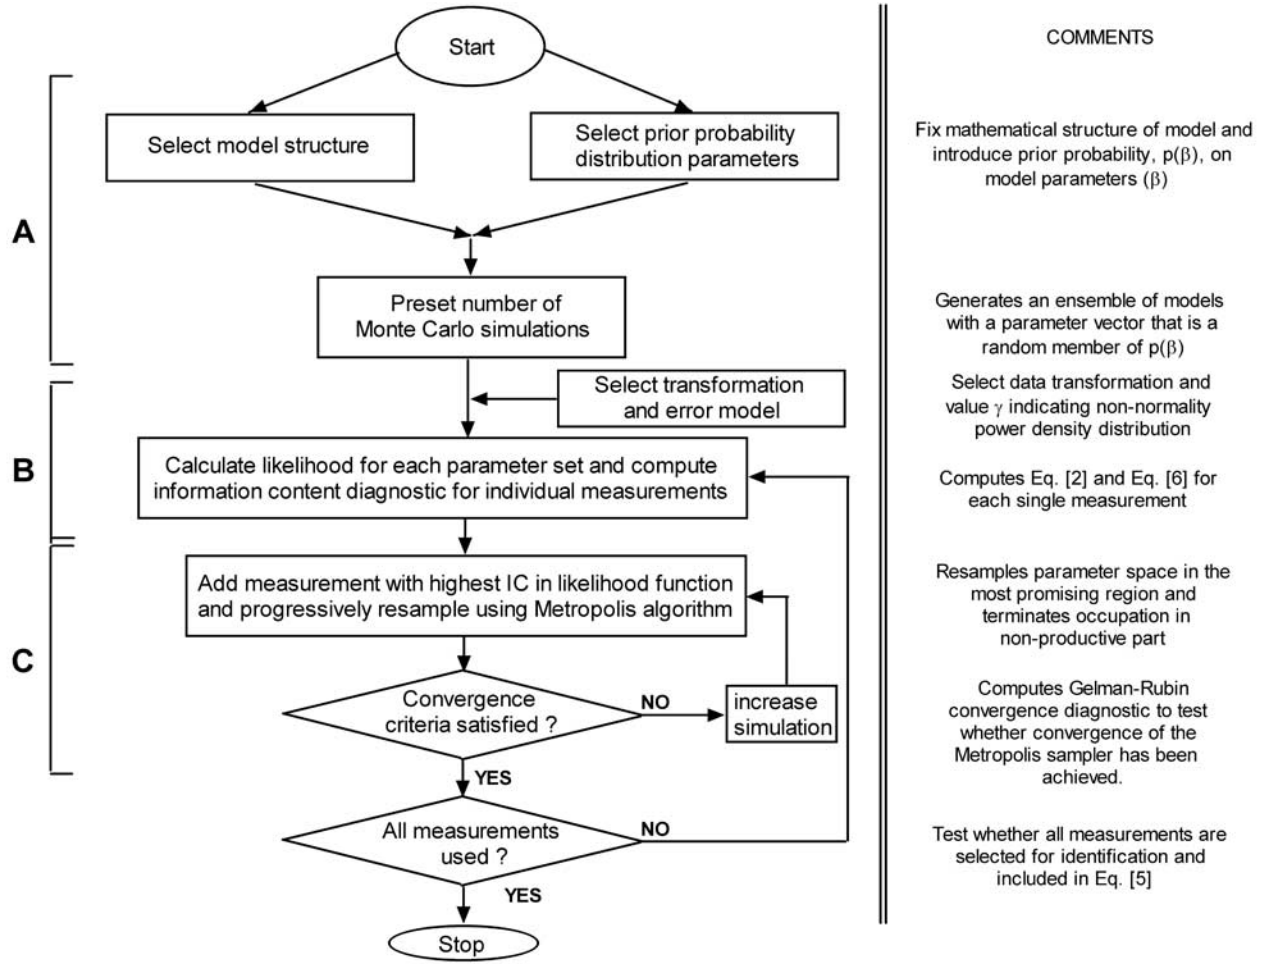 Start
COMMENTS
Select model structure
Select prior probability
distribution parameters
Fix mathematical structure of model and
introduce prior probability, p(β), on
model parameters (β)
A
Preset number of
Monte Carlo simulations
Generates an ensemble of models
with a parameter vector that is a
random member of p(β)
Select transformation
and error model
Select data transformation and
value γ indicating non-normality
power density distribution
B
Calculate likelihood for each parameter set and compute
information content diagnostic for individual measurements
Computes Eq. [2] and Eq. [6] for
each single measurement
Add measurement with highest IC in likelihood function
and progressively resample using Metropolis algorithm
Resamples parameter space in the
most promising region and
terminates occupation in
non-productive part
C
Convergence
criteria satisfied ?
NO
increase
simulation
Computes Gelman-Rubin
convergence diagnostic to test
whether convergence of the
Metropolis sampler has been
achieved.
YES
All measurements
used ?
NO
Test whether all measurements are
selected for identification and
included in Eq. [5]
YES
Stop